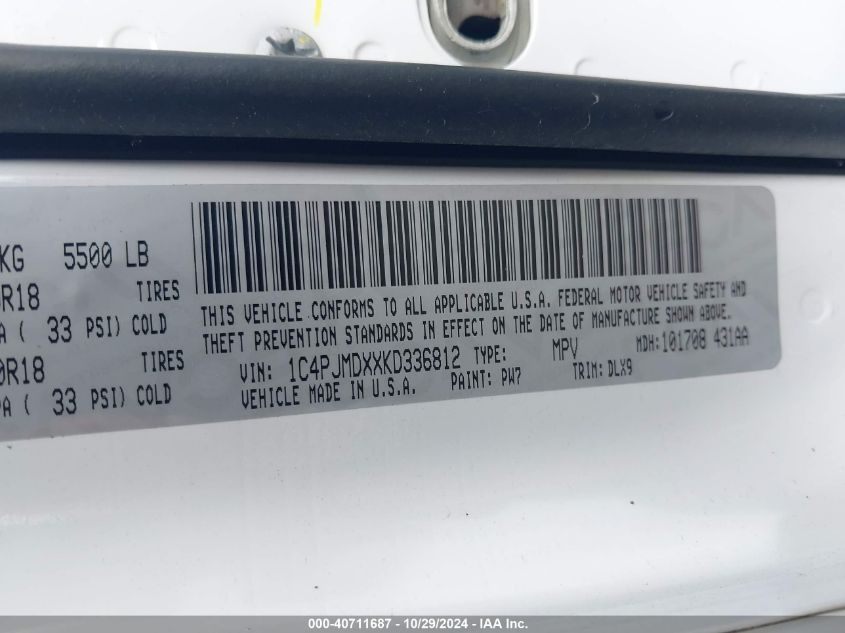 KG 5500 LB
R18 TIRES
A ( 33 PSI) COLD
0R18 TIRES
PA ( 33 PSI) COLD
THIS VEHICLE CONFORMS TO ALL APPLICABLE U.S.A. FEDERAL MOTOR VEHICLE SAFETY AND
THEFT PREVENTION STANDARDS IN EFFECT ON THE DATE OF MANUFACTURE SHOWN ABOVE.
VIN: 1C4PJMDXXKD336812 TYPE: MPV MDH:101708 431AA
VEHICLE MADE IN U.S.A. PAINT: PW7 TRIM: DLX9
000-40711687 - 10/29/2024 - IAA Inc.